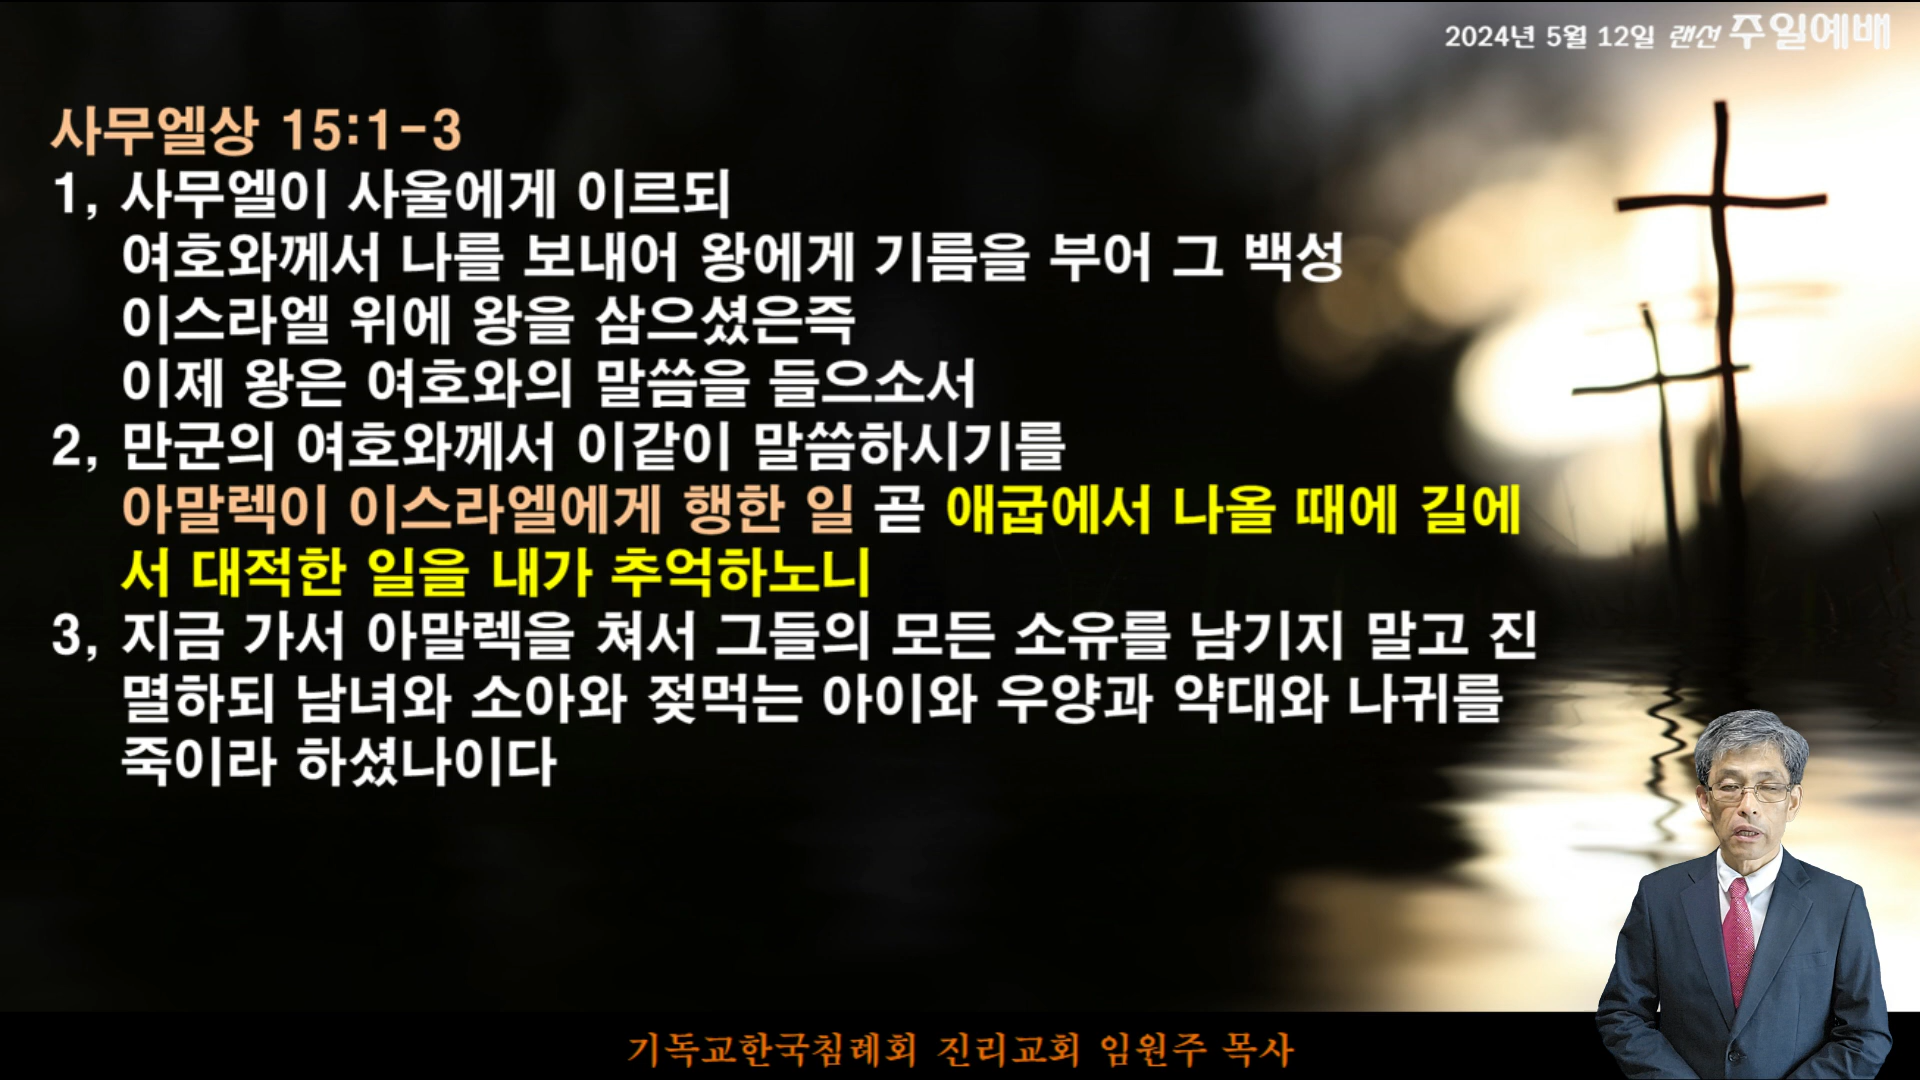 2024년 5월 12일 랜선 주일예배
사무엘상 15:1-3
1, 사무엘이 사울에게 이르되
여호와께서 나를 보내어 왕에게 기름을 부어 그 백성
이스라엘 위에 왕을 삼으셨은즉
이제 왕은 여호와의 말씀을 들으소서
2, 만군의 여호와께서 이같이 말씀하시기를
아말렉이 이스라엘에게 행한 일 곧 애굽에서 나올 때에 길에
서 대적한 일을 내가 추억하노니
3, 지금 가서 아말렉을 쳐서 그들의 모든 소유를 남기지 말고 진
멸하되 남녀와 소아와 젖먹는 아이와 우양과 약대와 나귀를
죽이라 하셨나이다
기독교한국침례회 진리교회 임원주 목사